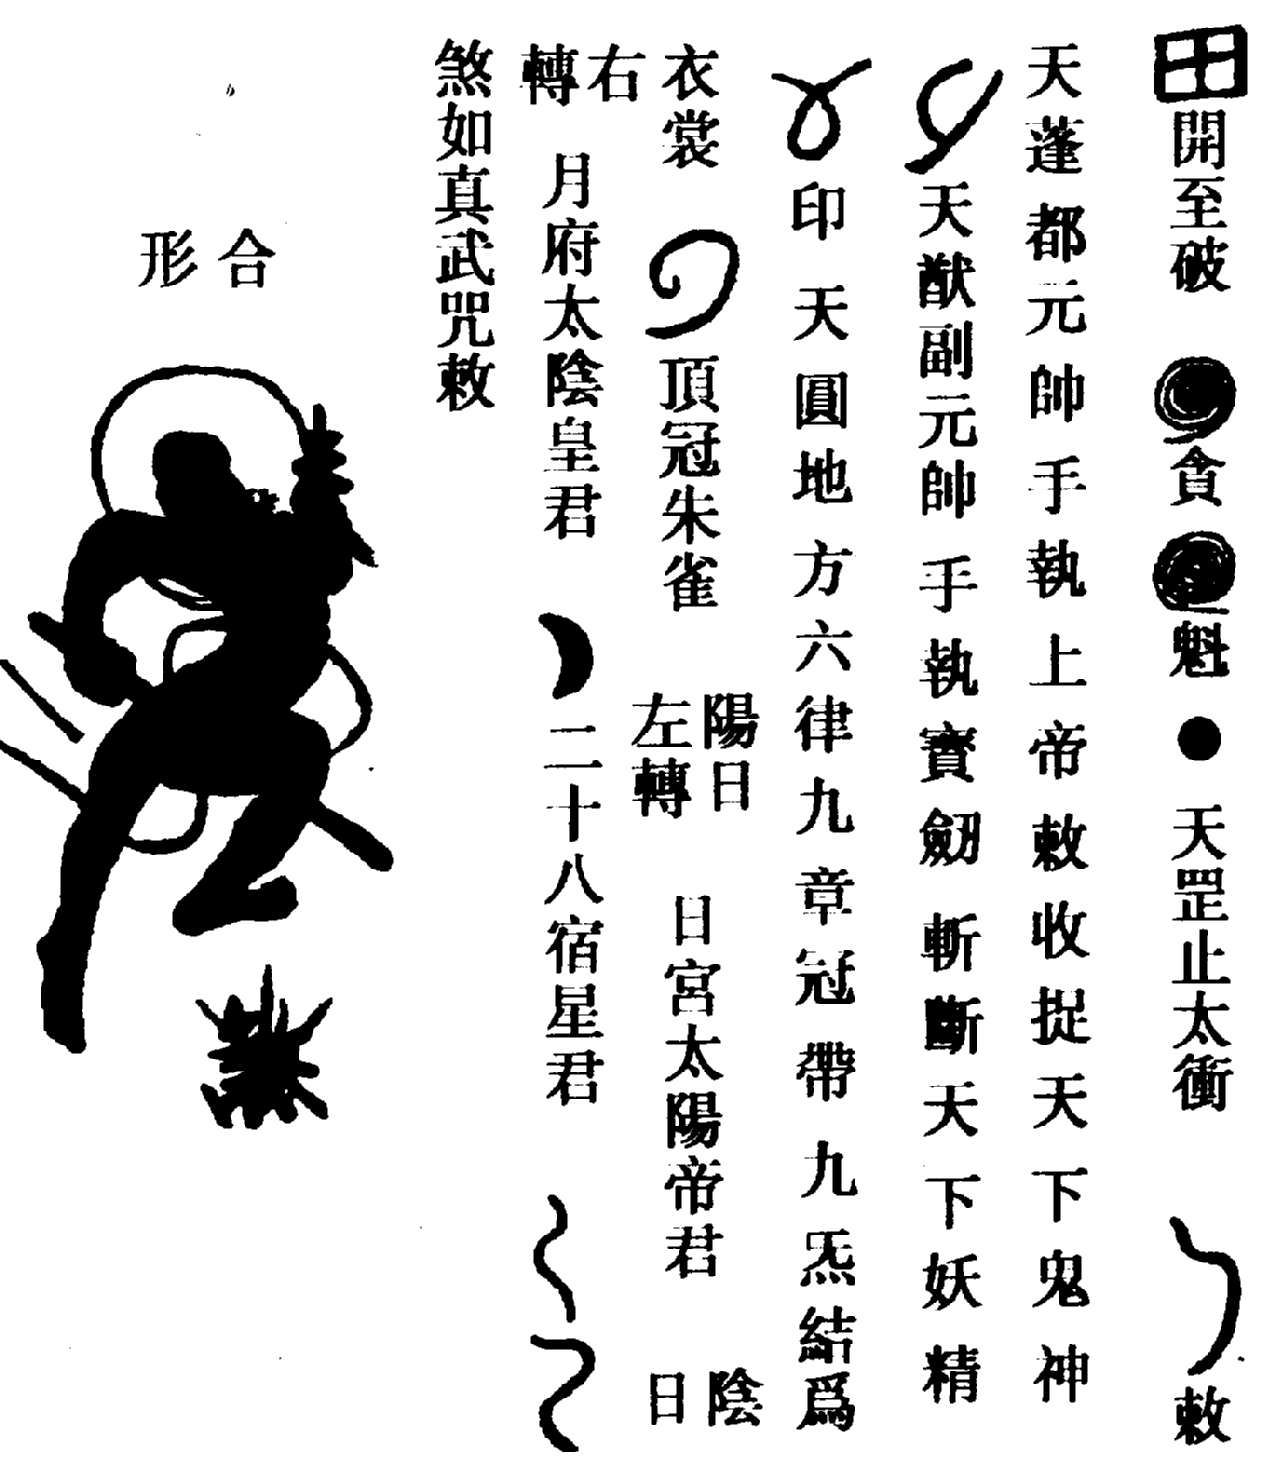 開至破 貪 魁 天罡止太衝 敕
天蓬都元帥手執上帝敕收捉天下鬼神
天猷副元帥手執寶劒斬斷天下妖精
印天圓地方六律九章冠帶九炁結爲
衣裳 頂冠朱雀 陽日左轉 日宮太陽帝君 陰日
右轉 月府太陰皇君 二十八宿星君
煞如真武咒敕
合形